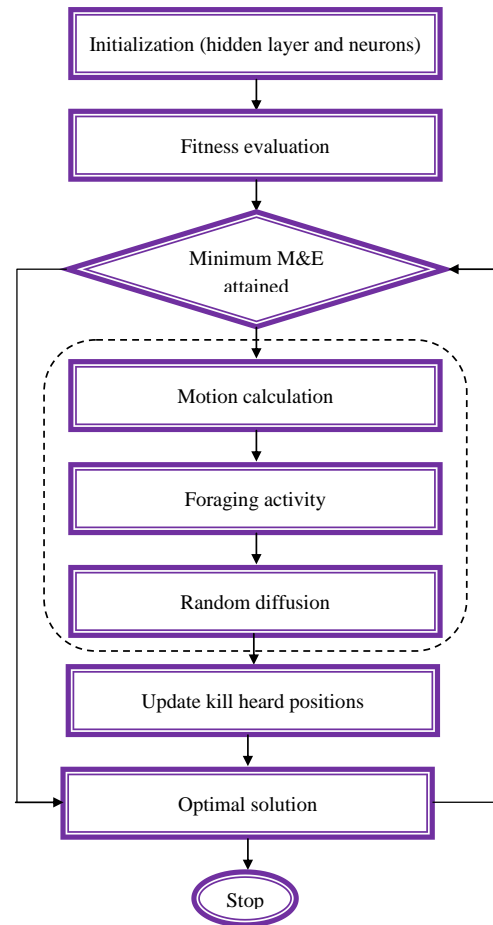 Initialization (hidden layer and neurons)
Fitness evaluation
Minimum M&E
attained
Motion calculation
Foraging activity
Random diffusion
Update kill heard positions
Optimal solution
Stop